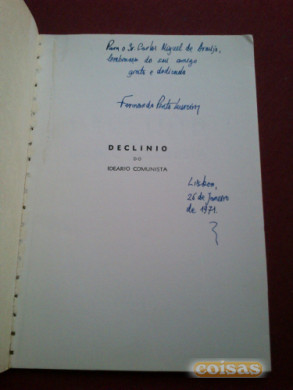 Para o Sr. Carlos Miguel de Araújo,
lembrança do seu amigo
grato e dedicado
Fernando Pinto
DECLINIO
DO
IDEÁRIO COMUNISTA
Lisboa,
26 de Janeiro
de 1971.
coisas